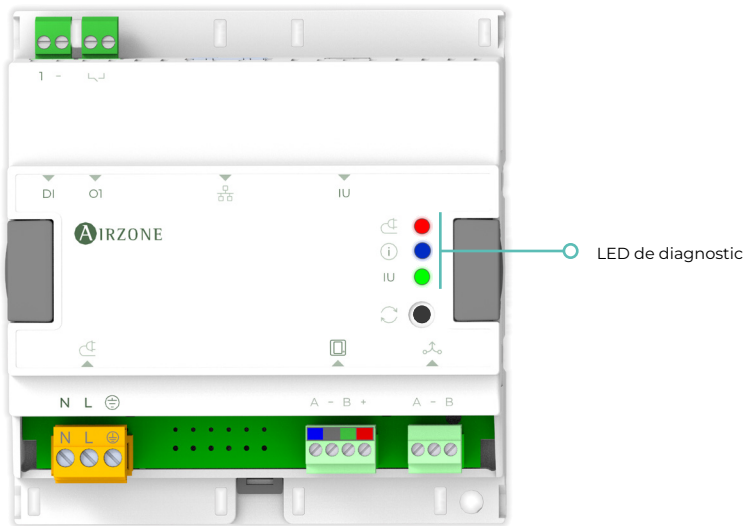 1 -
DI O1 IU
AIRZONE
LED de diagnostic
i
IU
N L A - B + A - B
N L